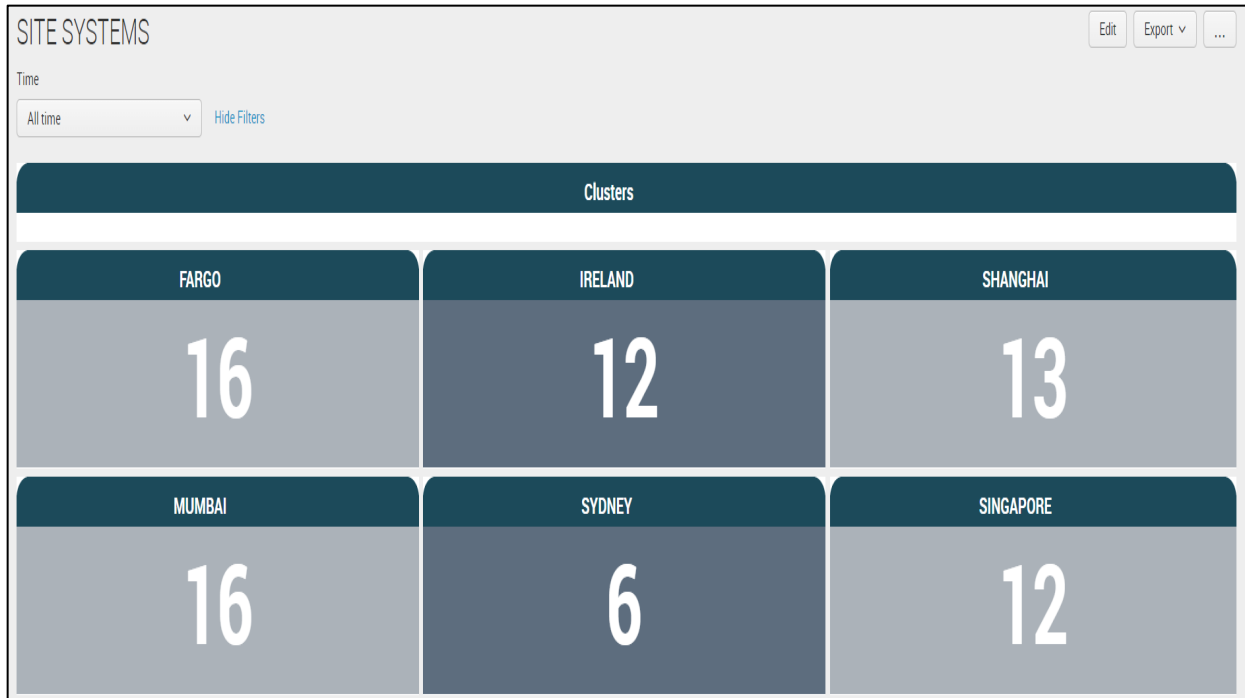 SITE SYSTEMS
Edit
Export
...
Time
All time
Hide Filters
Clusters
FARGO
IRELAND
SHANGHAI
16
12
13
MUMBAI
SYDNEY
SINGAPORE
16
6
12